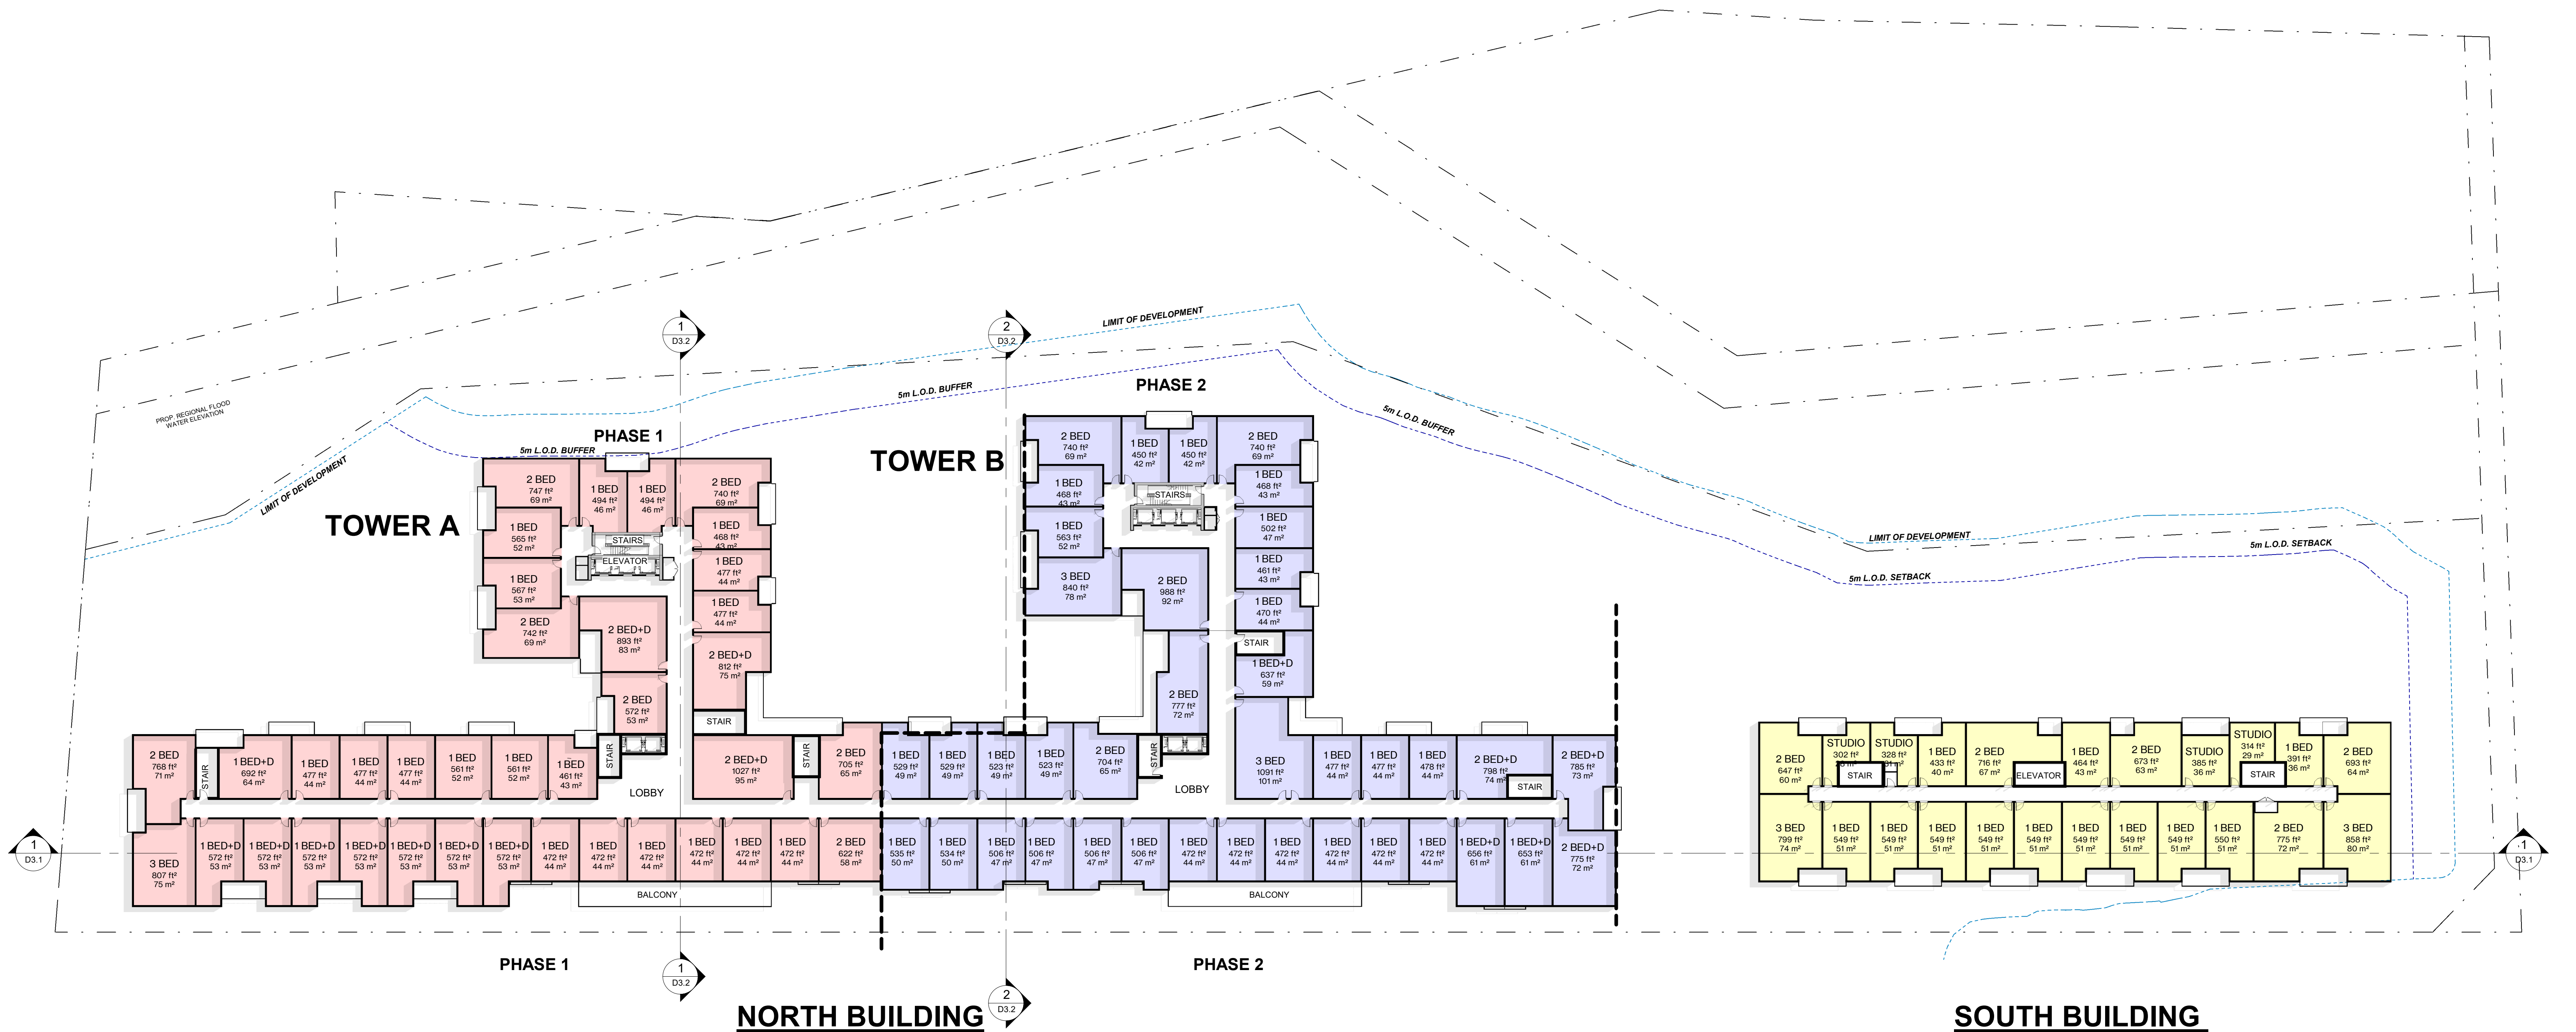 1
D3.2
2
D3.2
LIMIT OF DEVELOPMENT
PHASE 2
5m L.O.D. BUFFER
PROP. REGIONAL FLOOD
WATER ELEVATION
5m L.O.D. BUFFER
PHASE 1
5m L.O.D. BUFFER
LIMIT OF DEVELOPMENT
TOWER A
TOWER B
LIMIT OF DEVELOPMENT
5m L.O.D. SETBACK
5m L.O.D. SETBACK
2 BED
747 ft²
69 m²
1 BED
494 ft²
46 m²
1 BED
494 ft²
46 m²
2 BED
740 ft²
69 m²
1 BED
565 ft²
52 m²
STAIRS
ELEVATOR
1 BED
468 ft²
43 m²
1 BED
567 ft²
53 m²
1 BED
477 ft²
44 m²
1 BED
477 ft²
44 m²
2 BED
742 ft²
69 m²
2 BED+D
893 ft²
83 m²
2 BED+D
812 ft²
75 m²
2 BED
572 ft²
53 m²
STAIR
2 BED
740 ft²
69 m²
1 BED
450 ft²
42 m²
1 BED
450 ft²
42 m²
2 BED
740 ft²
69 m²
1 BED
468 ft²
43 m²
STAIRS
1 BED
468 ft²
43 m²
1 BED
563 ft²
52 m²
1 BED
502 ft²
47 m²
3 BED
840 ft²
78 m²
2 BED
988 ft²
92 m²
1 BED
461 ft²
43 m²
1 BED
470 ft²
44 m²
STAIR
1 BED+D
637 ft²
59 m²
2 BED
777 ft²
72 m²
2 BED
768 ft²
71 m²
STAIR
1 BED+D
692 ft²
64 m²
1 BED
477 ft²
44 m²
1 BED
477 ft²
44 m²
1 BED
477 ft²
44 m²
1 BED
561 ft²
52 m²
1 BED
561 ft²
52 m²
1 BED
461 ft²
43 m²
STAIR
LOBBY
2 BED+D
1027 ft²
95 m²
STAIR
2 BED
705 ft²
65 m²
1 BED
529 ft²
49 m²
1 BED
529 ft²
49 m²
1 BED
523 ft²
49 m²
1 BED
523 ft²
49 m²
2 BED
704 ft²
65 m²
STAIR
LOBBY
3 BED
1091 ft²
101 m²
1 BED
477 ft²
44 m²
1 BED
477 ft²
44 m²
1 BED
478 ft²
44 m²
2 BED+D
798 ft²
74 m²
STAIR
2 BED+D
785 ft²
73 m²
3 BED
807 ft²
75 m²
1 BED+D
572 ft²
53 m²
1 BED+D
572 ft²
53 m²
1 BED+D
572 ft²
53 m²
1 BED+D
572 ft²
53 m²
1 BED+D
572 ft²
53 m²
1 BED+D
572 ft²
53 m²
1 BED+D
572 ft²
53 m²
1 BED
472 ft²
44 m²
1 BED
472 ft²
44 m²
1 BED
472 ft²
44 m²
1 BED
472 ft²
44 m²
1 BED
472 ft²
44 m²
1 BED
472 ft²
44 m²
2 BED
622 ft²
58 m²
BALCONY
1 BED
535 ft²
50 m²
1 BED
534 ft²
50 m²
1 BED
506 ft²
47 m²
1 BED
506 ft²
47 m²
1 BED
506 ft²
47 m²
1 BED
506 ft²
47 m²
1 BED
472 ft²
44 m²
1 BED
472 ft²
44 m²
1 BED
472 ft²
44 m²
1 BED
472 ft²
44 m²
1 BED
472 ft²
44 m²
1 BED
472 ft²
44 m²
1 BED+D
656 ft²
61 m²
1 BED+D
653 ft²
61 m²
2 BED+D
775 ft²
72 m²
BALCONY
2 BED
647 ft²
60 m²
STUDIO
302 ft²
STUDIO
328 ft²
STAIR
1 BED
433 ft²
40 m²
2 BED
716 ft²
67 m²
ELEVATOR
1 BED
464 ft²
43 m²
2 BED
673 ft²
63 m²
STUDIO
385 ft²
36 m²
STUDIO
314 ft²
29 m²
STAIR
1 BED
391 ft²
36 m²
2 BED
693 ft²
64 m²
3 BED
799 ft²
74 m²
1 BED
549 ft²
51 m²
1 BED
549 ft²
51 m²
1 BED
549 ft²
51 m²
1 BED
549 ft²
51 m²
1 BED
549 ft²
51 m²
1 BED
549 ft²
51 m²
1 BED
549 ft²
51 m²
1 BED
549 ft²
51 m²
1 BED
550 ft²
51 m²
2 BED
775 ft²
72 m²
3 BED
858 ft²
80 m²
1
D3.1
1
D3.1
PHASE 1
1
D3.2
2
D3.2
PHASE 2
NORTH BUILDING
SOUTH BUILDING